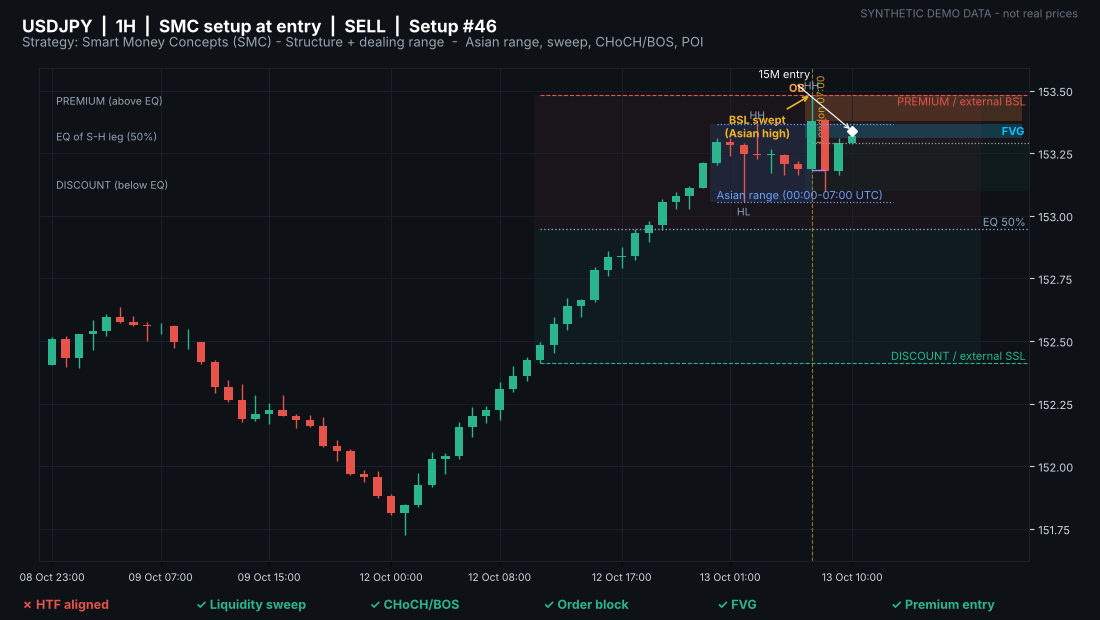 SYNTHETIC DEMO DATA - not real prices
USDJPY | 1H | SMC setup at entry | SELL | Setup #46
Strategy: Smart Money Concepts (SMC) - Structure + dealing range - Asian range, sweep, CHoCH/BOS, POI
15M entry
OB
HH
London 07:00
PREMIUM (above EQ)
PREMIUM / external BSL
153.50
HH
BSL swept
(Asian high)
FVG
EQ of S-H leg (50%)
153.25
DISCOUNT (below EQ)
Asian range (00:00-07:00 UTC)
HL
153.00
EQ 50%
152.75
152.50
DISCOUNT / external SSL
152.25
152.00
151.75
08 Oct 23:00
09 Oct 07:00
09 Oct 15:00
12 Oct 00:00
12 Oct 08:00
12 Oct 17:00
13 Oct 01:00
13 Oct 10:00
× HTF aligned
✓ Liquidity sweep
✓ CHoCH/BOS
✓ Order block
✓ FVG
✓ Premium entry